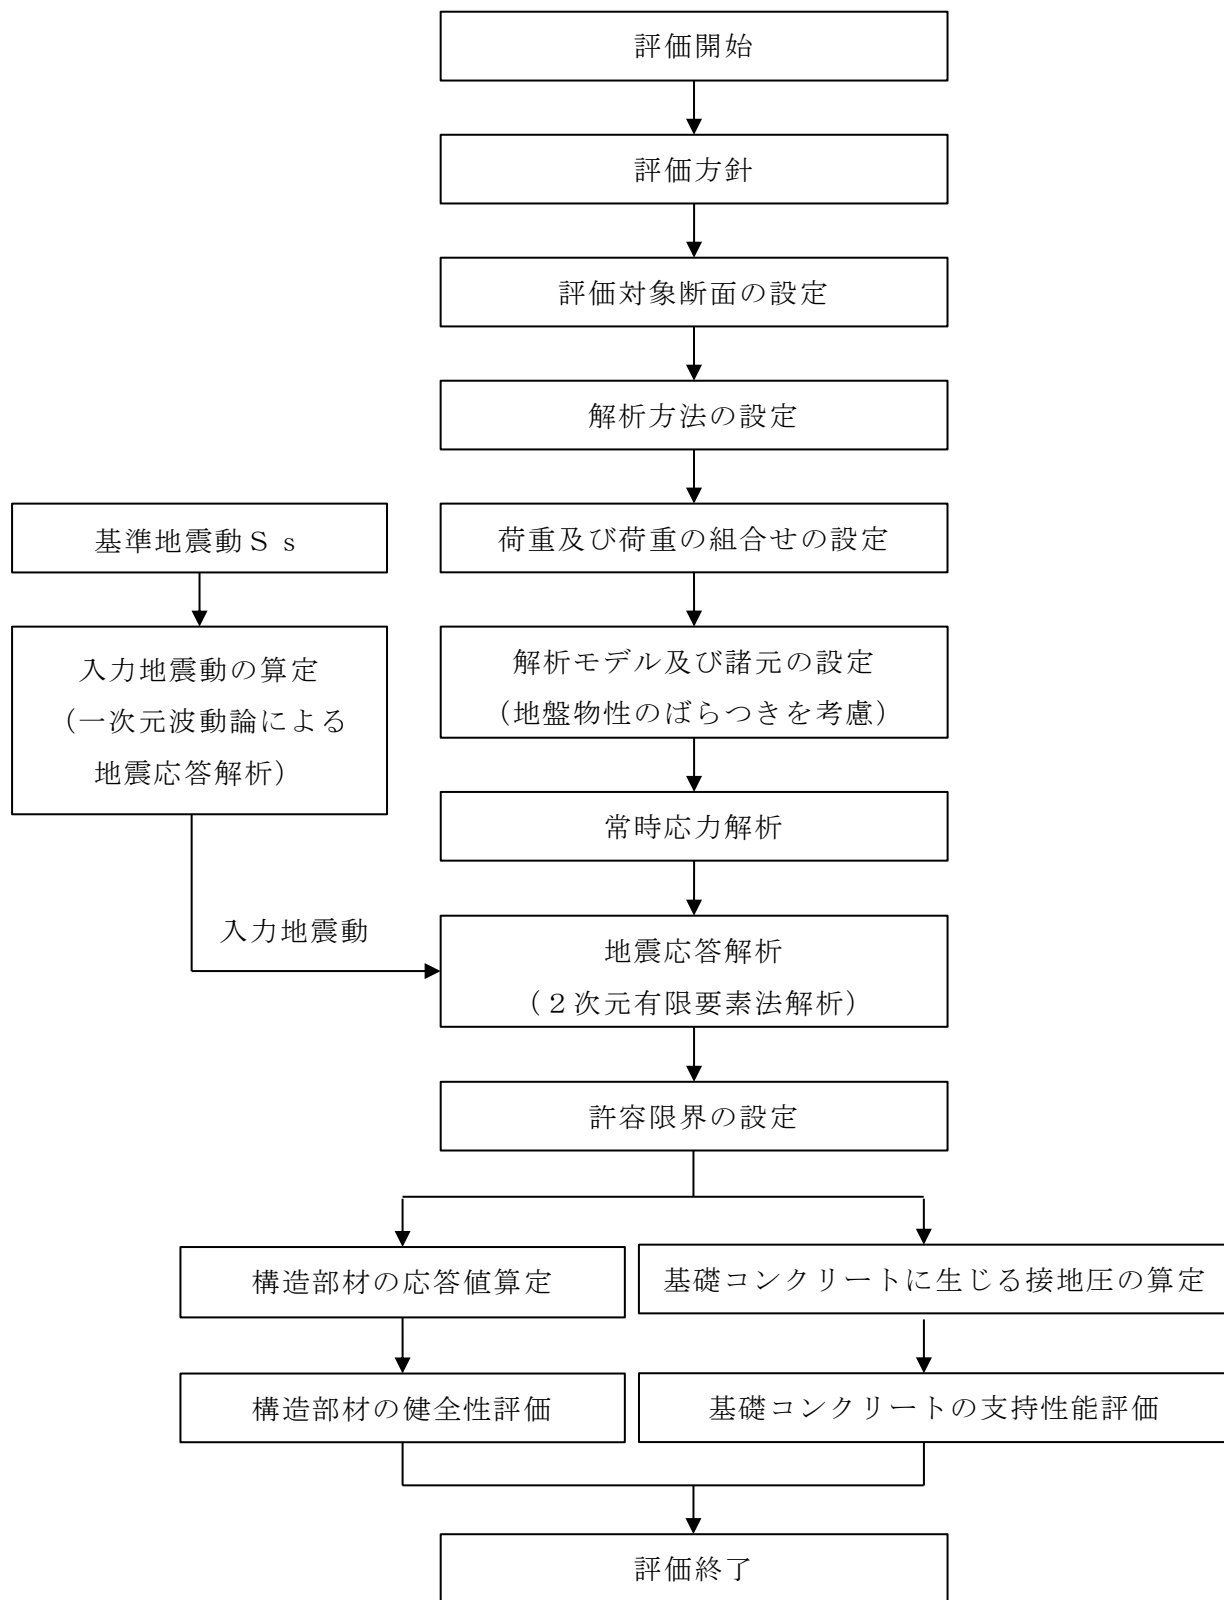 評価開始
評価方針
評価対象断面の設定
解析方法の設定
基準地震動Ｓｓ
荷重及び荷重の組合せの設定
入力地震動の算定
（一次元波動論による
地震応答解析）
解析モデル及び諸元の設定
（地盤物性のばらつきを考慮）
常時応力解析
入力地震動
地震応答解析
（２次元有限要素法解析）
許容限界の設定
構造部材の応答値算定
基礎コンクリートに生じる接地圧の算定
構造部材の健全性評価
基礎コンクリートの支持性能評価
評価終了